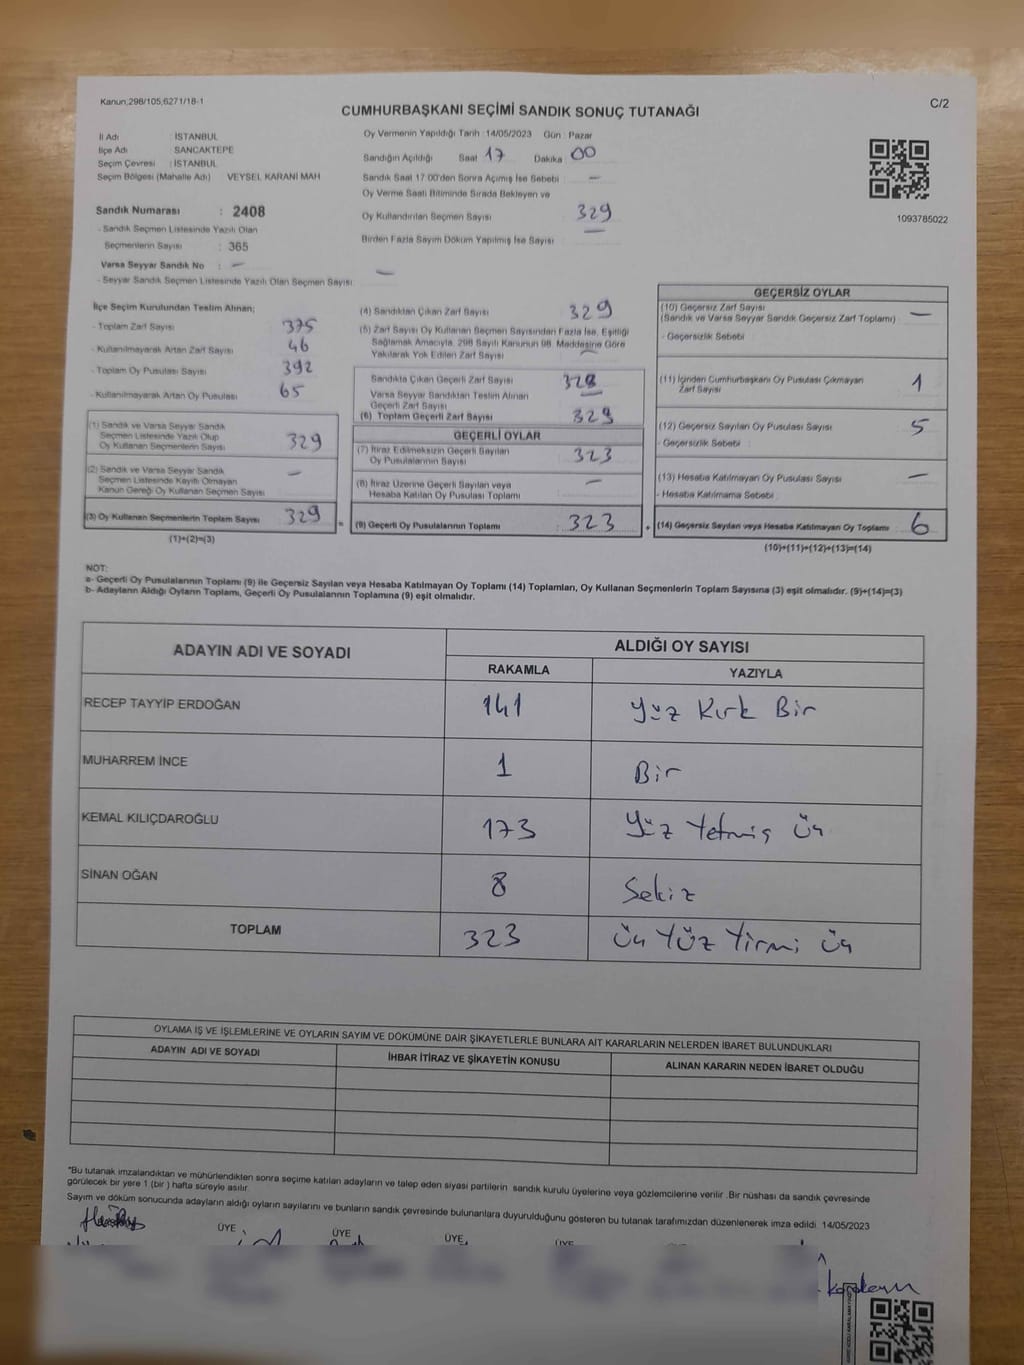 Kanun;298/105,6271/18-1
C/2
CUMHURBAŞKANI SEÇİMİ SANDIK SONUÇ TUTANAĞI
İl Adı : İSTANBUL
İlçe Adı : SANCAKTEPE
Seçim Çevresi : İSTANBUL
Seçim Bölgesi (Mahalle Adı) VEYSEL KARANİ MAH
Sandık Numarası : 2408
- Sandık Seçmen Listesinde Yazılı Olan
Seçmenlerin Sayısı : 365
Varsa Seyyar Sandık No : –
- Seyyar Sandık Seçmen Listesinde Yazılı Olan Seçmen Sayısı: –
Oy Vermenin Yapıldığı Tarih :14/05/2023 Gün : Pazar
Sandığın Açıldığı Saat 17 Dakika 00
Sandık Saat 17:00'den Sonra Açımış İse Sebebi : –
Oy Verme Saati Bitiminde Sırada Bekleyen ve
Oy Kullandırılan Seçmen Sayısı 329
Birden Fazla Sayım Döküm Yapılmış İse Sayısı
1093785022
İlçe Seçim Kurulundan Teslim Alınan;
- Toplam Zarf Sayısı 375
- Kullanılmayarak Artan Zarf Sayısı 46
- Toplam Oy Pusulası Sayısı 392
- Kullanılmayarak Artan Oy Pusulası 65
(1) Sandık ve Varsa Seyyar Sandık
Seçmen Listesinde Yazılı Olup
Oy Kullanan Seçmenlerin Sayısı 329
(2) Sandık ve Varsa Seyyar Sandık
Seçmen Listesinde Kayıtlı Olmayan
Kanun Gereği Oy Kullanan Seçmen Sayısı –
(3) Oy Kullanan Seçmenlerin Toplam Sayısı 329
(1)+(2)=(3)
(4) Sandıktan Çıkan Zarf Sayısı 329
(5) Zarf Sayısı Oy Kullanan Seçmen Sayısından Fazla İse, Eşitliği
Sağlamak Amacıyla, 298 Sayılı Kanunun 98. Maddesine Göre
Yakılarak Yok Edilen Zarf Sayısı –
Sandıkta Çıkan Geçerli Zarf Sayısı 328
Varsa Seyyar Sandıktan Teslim Alınan
Geçerli Zarf Sayısı –
(6) Toplam Geçerli Zarf Sayısı 329
GEÇERLİ OYLAR
(7) İtiraz Edilmeksizin Geçerli Sayılan
Oy Pusulalarının Sayısı 323
(8) İtiraz Üzerine Geçerli Sayılan veya
Hesaba Katılan Oy Pusulası Toplamı –
= (9) Geçerli Oy Pusulalarının Toplamı 323
GEÇERSİZ OYLAR
(10) Geçersiz Zarf Sayısı
(Sandık ve Varsa Seyyar Sandık Geçersiz Zarf Toplamı) –
- Geçersizlik Sebebi
(11) İçinden Cumhurbaşkanı Oy Pusulası Çıkmayan
Zarf Sayısı 1
(12) Geçersiz Sayılan Oy Pusulası Sayısı 5
- Geçersizlik Sebebi :
(13) Hesaba Katılmayan Oy Pusulası Sayısı –
- Hesaba Katılmama Sebebi :
+ (14) Geçersiz Sayılan veya Hesaba Katılmayan Oy Toplamı 6
(10)+(11)+(12)+(13)=(14)
NOT:
a- Geçerli Oy Pusulalarının Toplamı (9) ile Geçersiz Sayılan veya Hesaba Katılmayan Oy Toplamı (14) Toplamları, Oy Kullanan Seçmenlerin Toplam Sayısına (3) eşit olmalıdır. (9)+(14)=(3)
b- Adayların Aldığı Oyların Toplamı, Geçerli Oy Pusulalarının Toplamına (9) eşit olmalıdır.
ADAYIN ADI VE SOYADI ALDIĞI OY SAYISI
RAKAMLA YAZIYLA
RECEP TAYYİP ERDOĞAN 141 Yüz Kırk Bir
MUHARREM İNCE 1 Bir
KEMAL KILIÇDAROĞLU 173 Yüz Yetmiş Üç
SİNAN OĞAN 8 Sekiz
TOPLAM 323 Üç Yüz Yirmi Üç
OYLAMA İŞ VE İŞLEMLERİNE VE OYLARIN SAYIM VE DÖKÜMÜNE DAİR ŞİKAYETLERLE BUNLARA AİT KARARLARIN NELERDEN İBARET BULUNDUKLARI
ADAYIN ADI VE SOYADI İHBAR İTİRAZ VE ŞİKAYETİN KONUSU ALINAN KARARIN NEDEN İBARET OLDUĞU
*Bu tutanak imzalandıktan ve mühürlendikten sonra seçime katılan adayların ve talep eden siyasi partilerin sandık kurulu üyelerine veya gözlemcilerine verilir .Bir nüshası da sandık çevresinde
görülecek bir yere 1 (bir ) hafta süreyle asılır.
Sayım ve döküm sonucunda adayların aldığı oyların sayılarını ve bunların sandık çevresinde bulunanlara duyurulduğunu gösteren bu tutanak tarafımızdan düzenlenerek imza edildi. 14/05/2023
ÜYE ÜYE ÜYE ÜYE